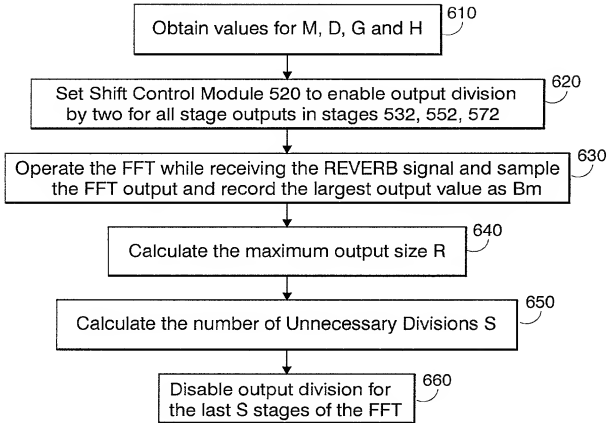 610
Obtain values for M, D, G and H
620
Set Shift Control Module 520 to enable output division
by two for all stage outputs in stages 532, 552, 572
630
Operate the FFT while receiving the REVERB signal and sample
the FFT output and record the largest output value as Bm
640
Calculate the maximum output size R
650
Calculate the number of Unnecessary Divisions S
660
Disable output division for
the last S stages of the FFT